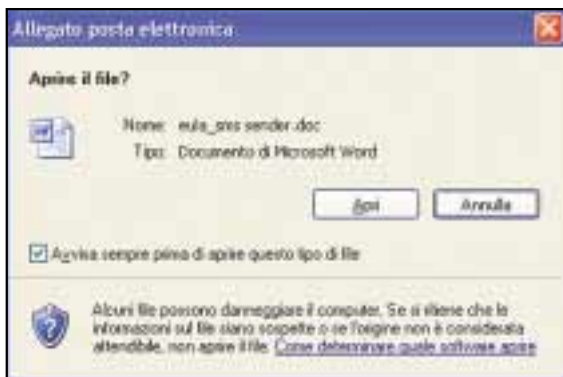 Allegato posta elettronica
Aprire il file?
Nome: eula_sms sender.doc
Tipo: Documento di Microsoft Word
Apri Annulla
Avvisa sempre prima di aprire questo tipo di file
Alcuni file possono danneggiare il computer. Se si ritiene che le
informazioni sul file siano sospette o se l'origine non è considerata
attendibile, non aprire il file. Come determinare quale software aprire